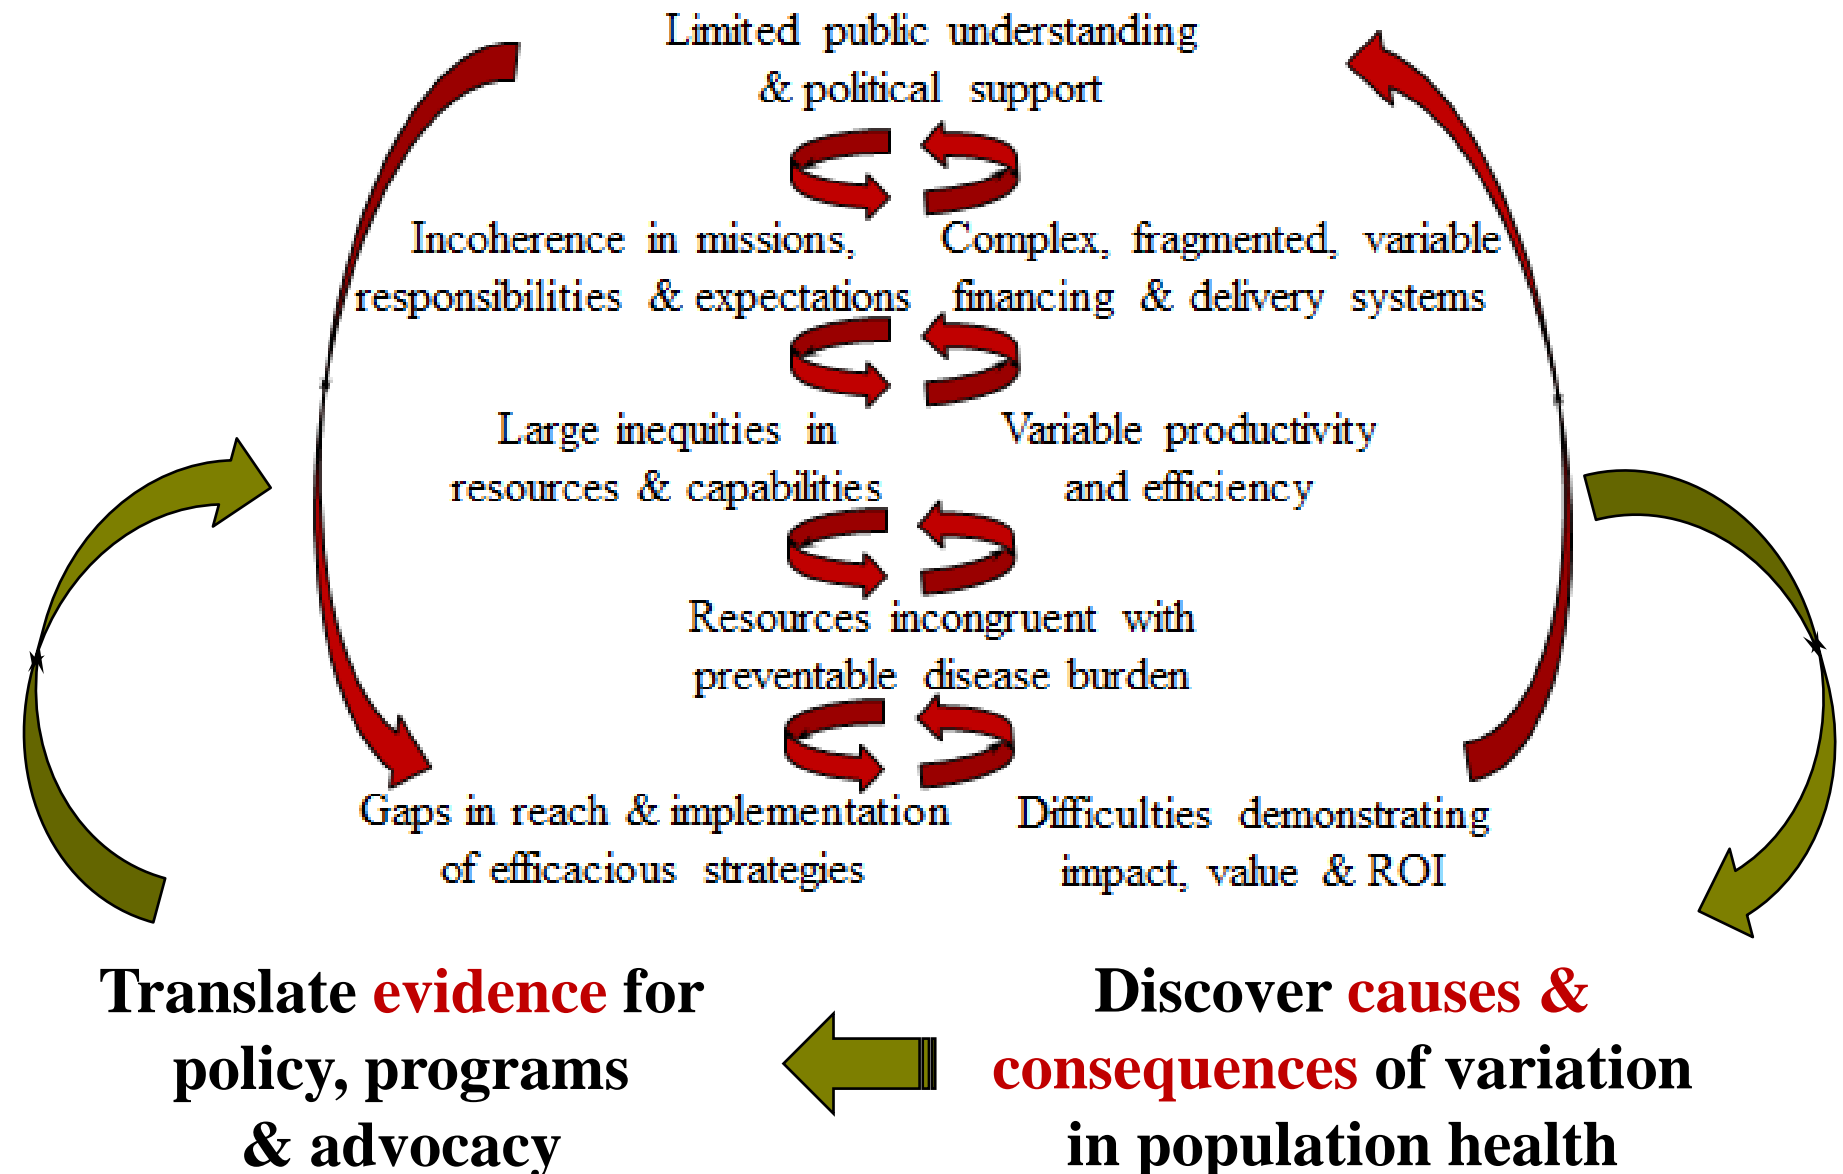 Limited public understanding
& political support
Incoherence in missions,
responsibilities & expectations
Complex, fragmented, variable
financing & delivery systems
Large inequities in
resources & capabilities
Variable productivity
and efficiency
Resources incongruent with
preventable disease burden
Gaps in reach & implementation
of efficacious strategies
Difficulties demonstrating
impact, value & ROI
Translate evidence for
policy, programs
& advocacy
Discover causes &
consequences of variation
in population health